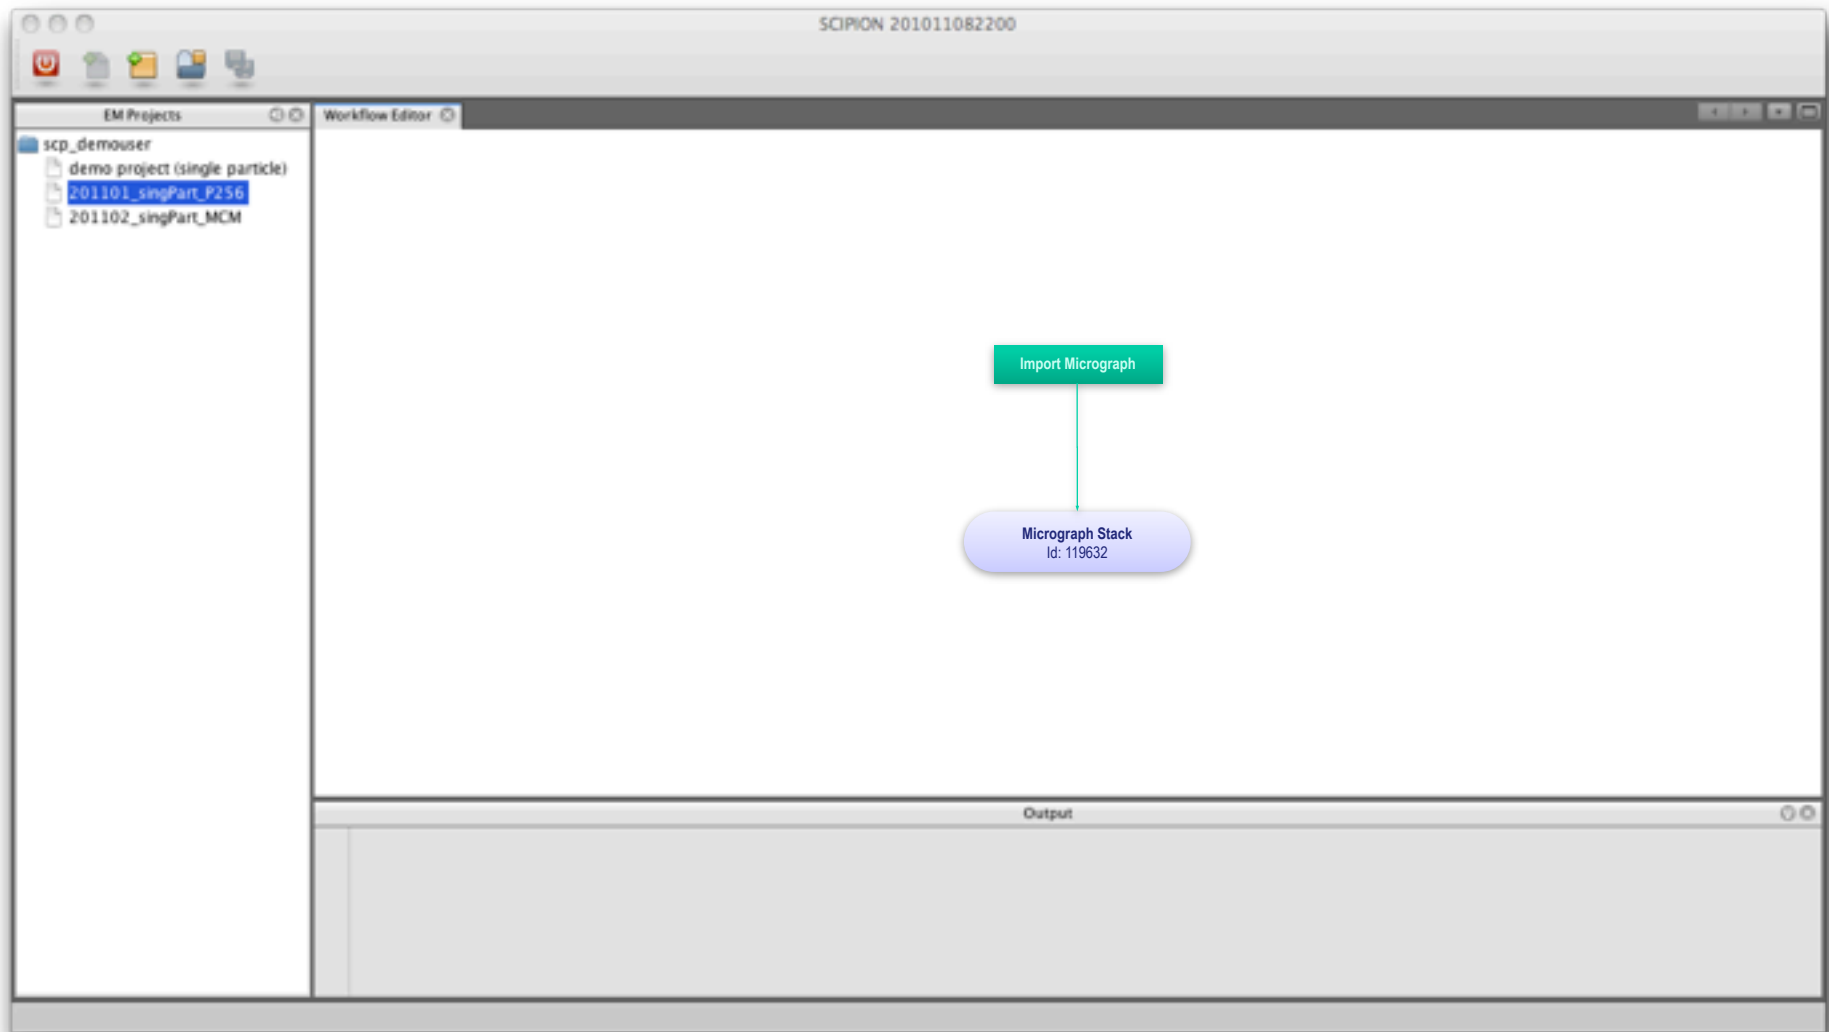 SCIPION 201011082200
EM Projects
Workflow Editor
scp_demouser
demo project (single particle)
201101_singPart_P256
201102_singPart_MCM
Import Micrograph
Micrograph Stack
Id: 119632
Output